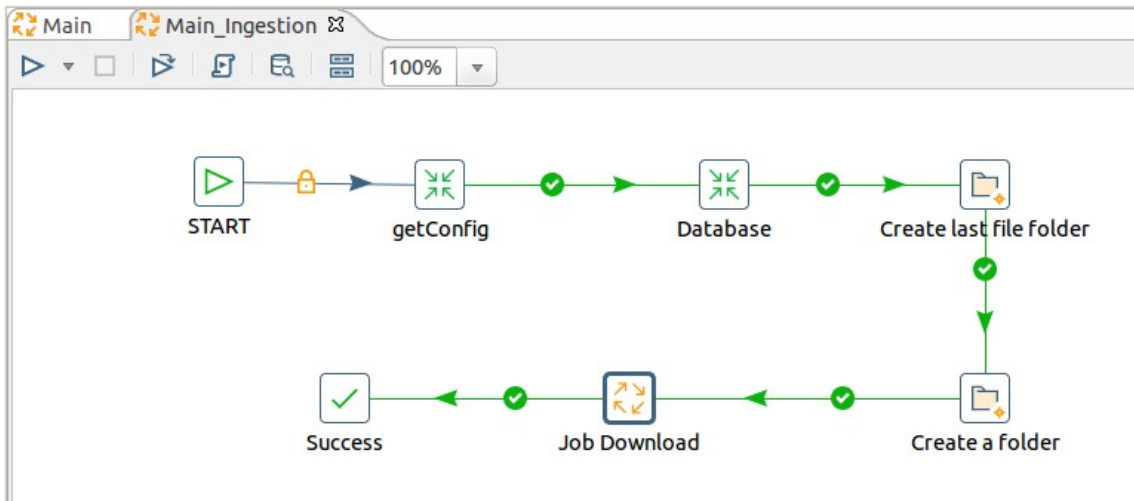 Main Main_Ingestion
100%
START
getConfig
Database
Create last file folder
Success
Job Download
Create a folder